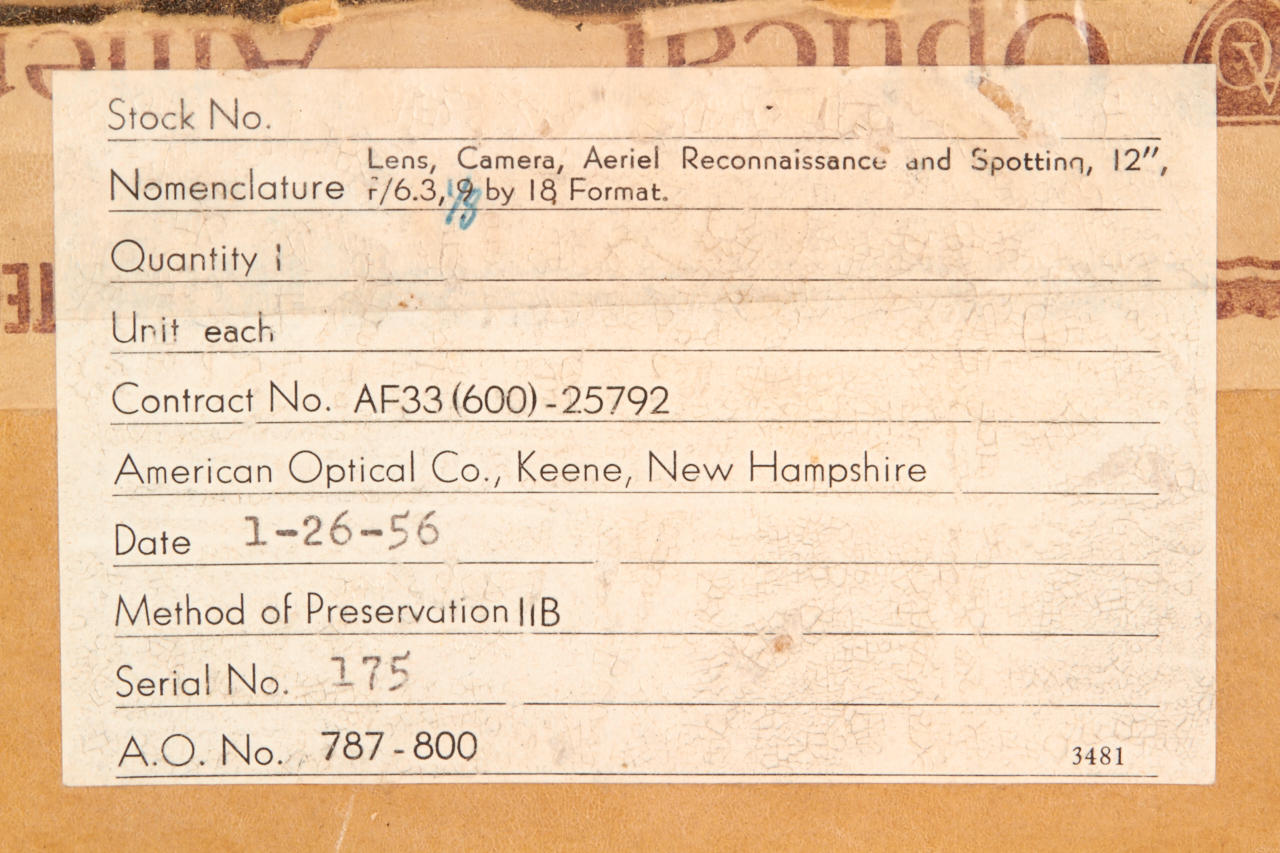 Stock No.
Lens, Camera, Aeriel Reconnaissance and Spotting, 12",
Nomenclature f/6.3, 9 by 18 Format.
Quantity 1
Unit each
Contract No. AF33(600)-25792
American Optical Co., Keene, New Hampshire
Date 1-26-56
Method of Preservation IIB
Serial No. 175
A.O. No. 787-800
3481